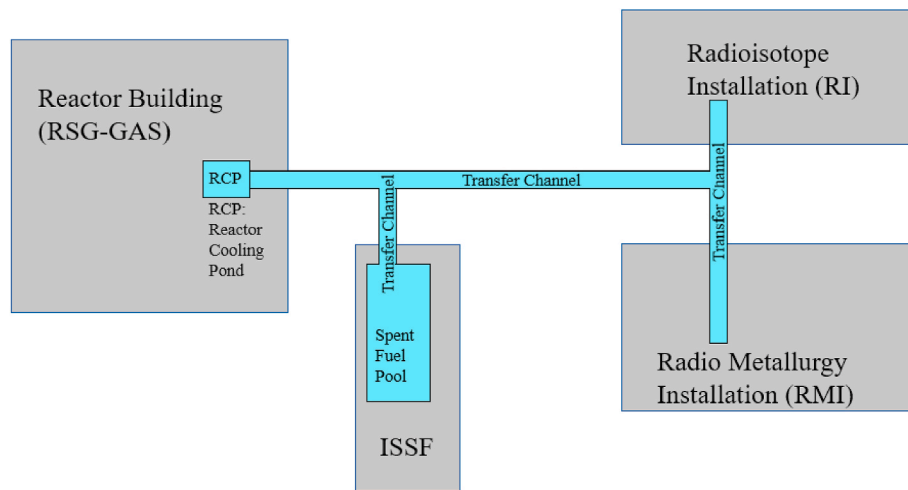 Reactor Building
(RSG-GAS)
RCP
RCP:
Reactor
Cooling
Pond
Transfer Channel
Transfer Channel
Spent
Fuel
Pool
ISSF
Radioisotope
Installation (RI)
Transfer Channel
Radio Metallurgy
Installation (RMI)